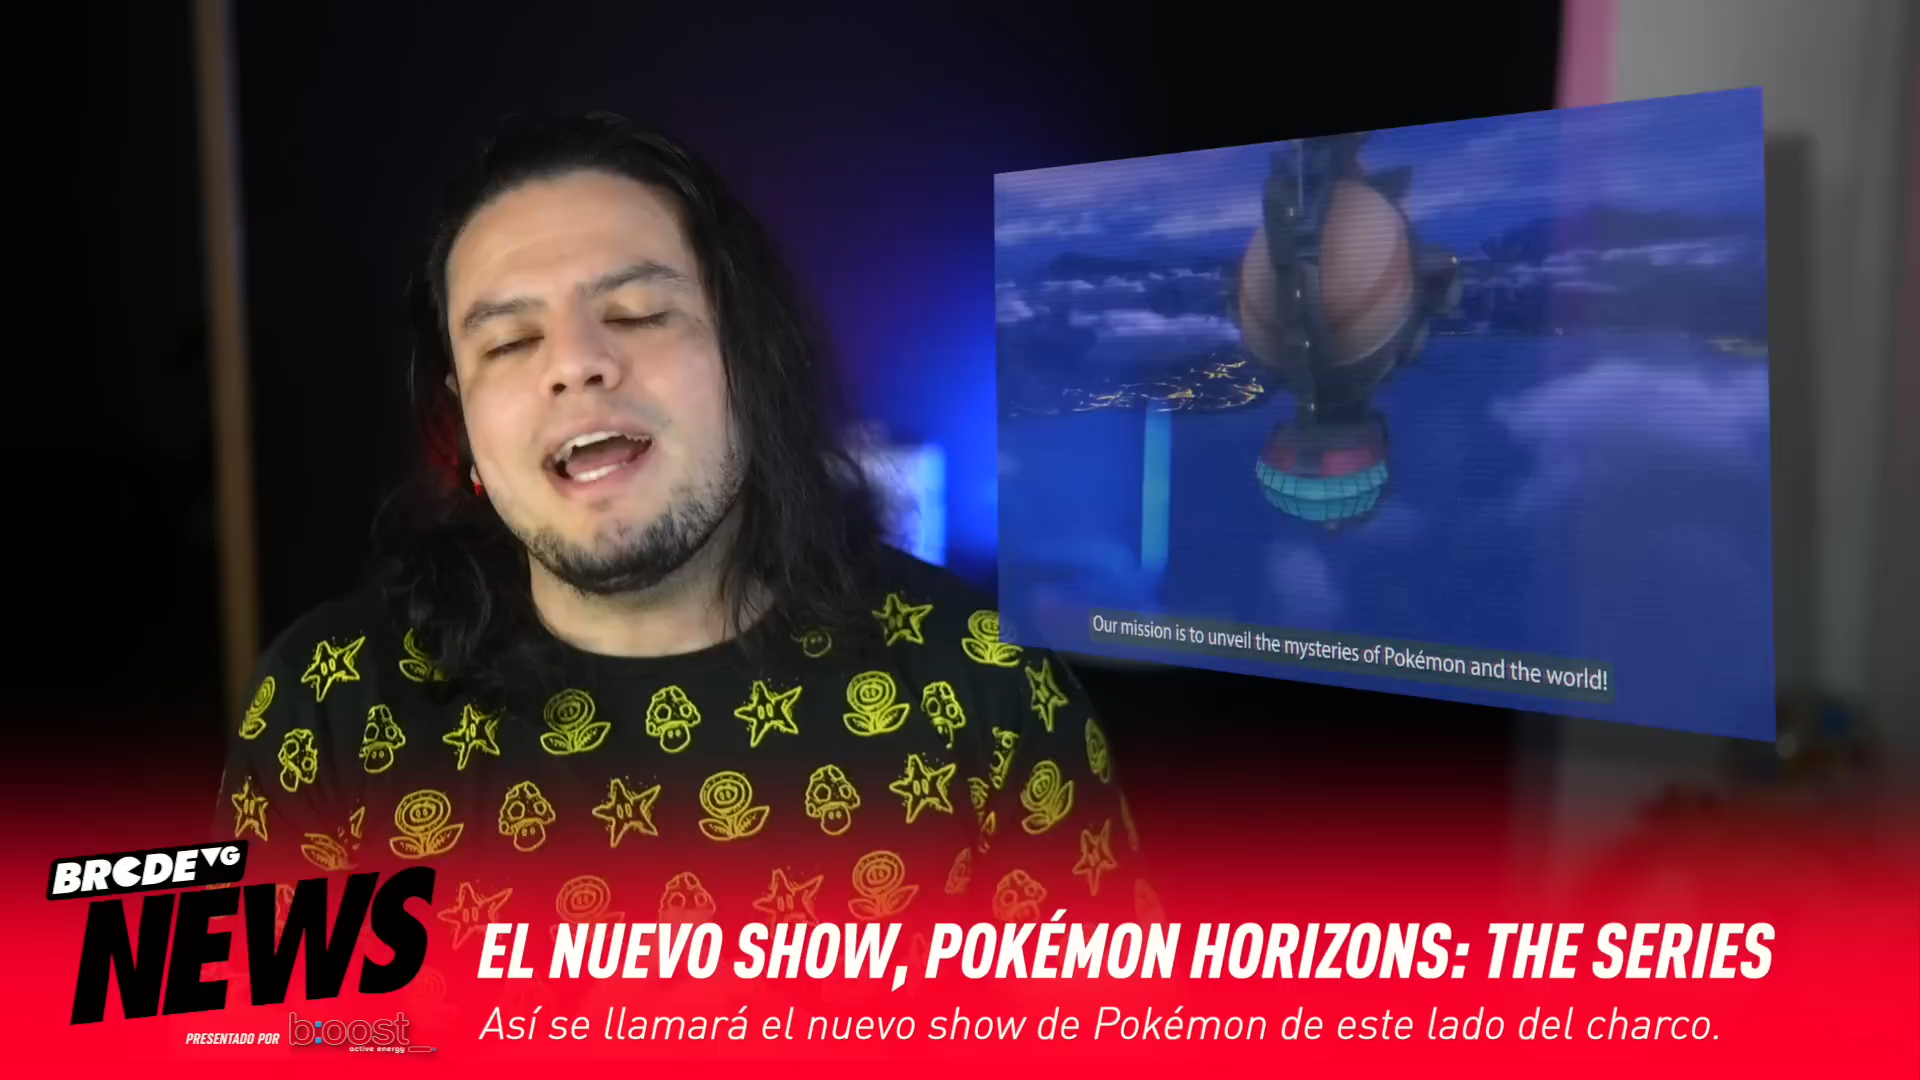 Our mission is to unveil the mysteries of Pokémon and the world!
BRCDEVG
NEWS
EL NUEVO SHOW, POKÉMON HORIZONS: THE SERIES
Así se llamará el nuevo show de Pokémon de este lado del charco.
PRESENTADO POR b:oost_
active energy